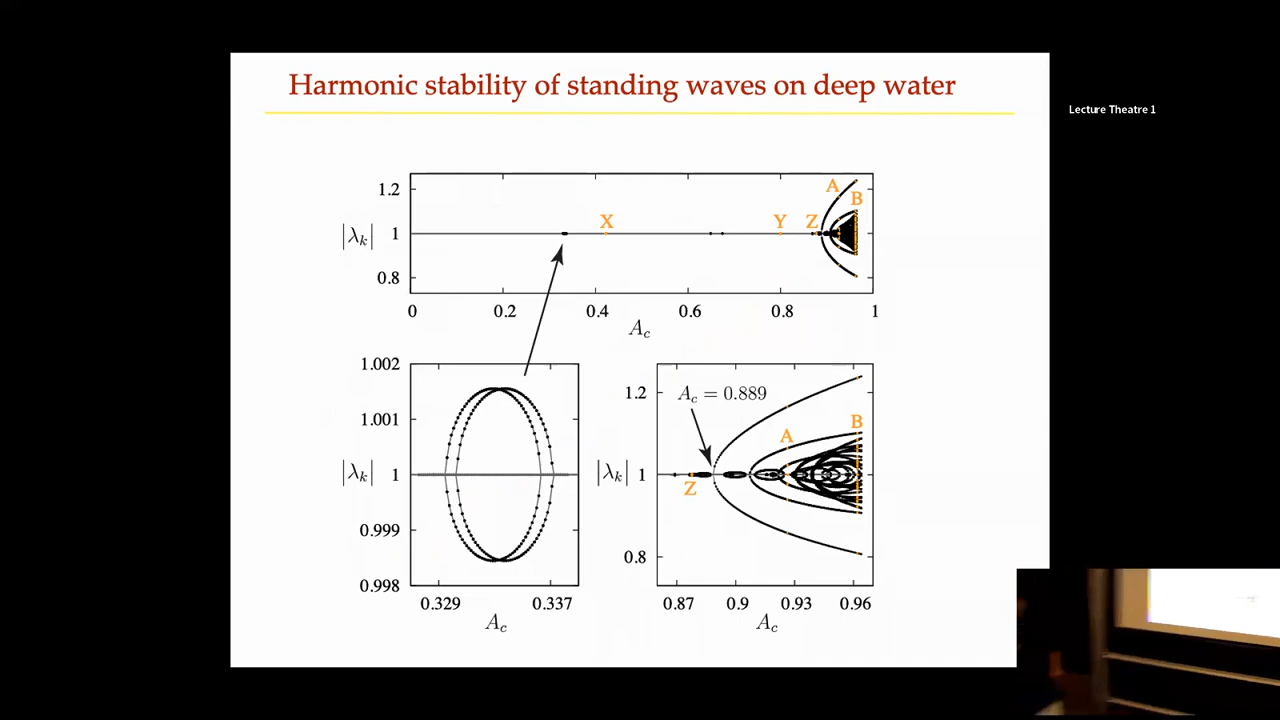 Harmonic stability of standing waves on deep water
Lecture Theatre 1
1.2
1
0.8
|λₖ|
A
B
X
Y
Z
0
0.2
0.4
0.6
0.8
1
A_c
1.002
1.001
1
0.999
0.998
|λₖ|
0.329
0.337
A_c
1.2
1
0.8
|λₖ|
A_c = 0.889
A
B
Z
0.87
0.9
0.93
0.96
A_c